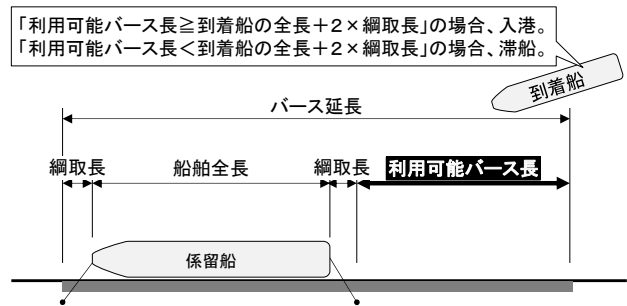 「利用可能バース長≧到着船の全長+2×綱取長」の場合、入港。
「利用可能バース長<到着船の全長+2×綱取長」の場合、滞船。
到着船
バース延長
綱取長 船舶全長 綱取長 利用可能バース長
係留船